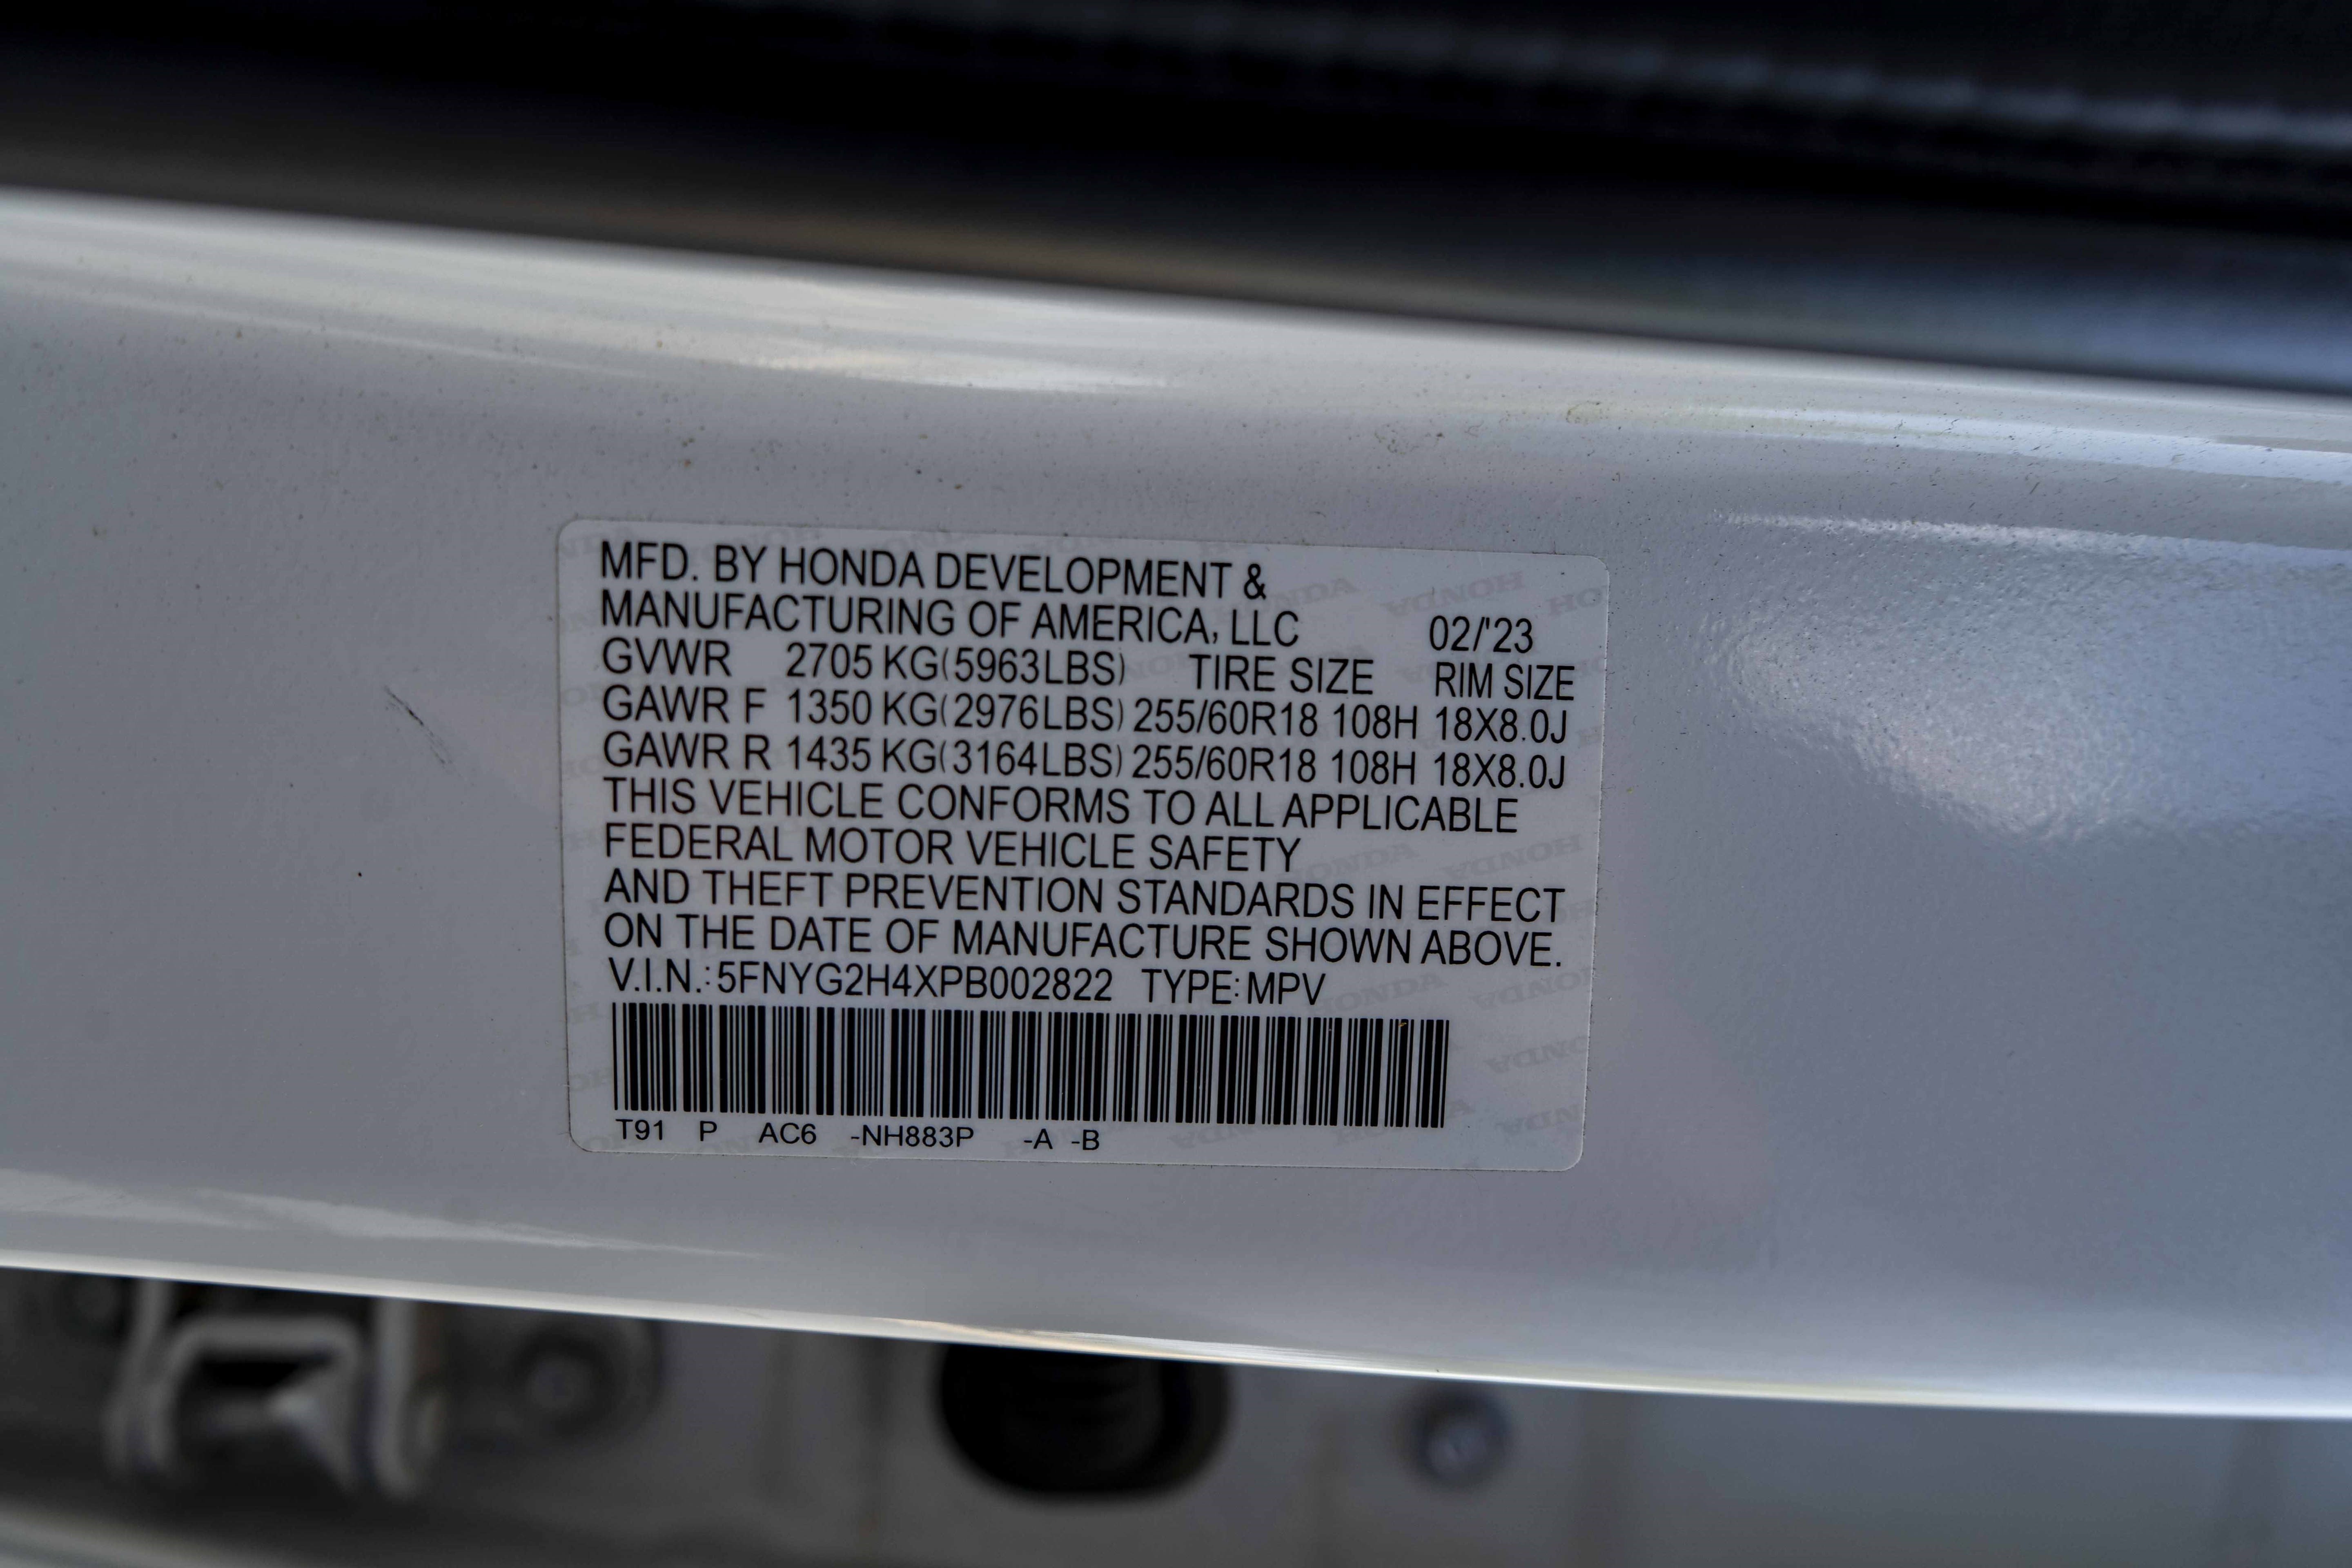 MFD. BY HONDA DEVELOPMENT &
MANUFACTURING OF AMERICA, LLC 02/'23
GVWR 2705 KG(5963LBS) TIRE SIZE RIM SIZE
GAWR F 1350 KG(2976LBS) 255/60R18 108H 18X8.0J
GAWR R 1435 KG(3164LBS) 255/60R18 108H 18X8.0J
THIS VEHICLE CONFORMS TO ALL APPLICABLE
FEDERAL MOTOR VEHICLE SAFETY
AND THEFT PREVENTION STANDARDS IN EFFECT
ON THE DATE OF MANUFACTURE SHOWN ABOVE.
V.I.N.: 5FNYG2H4XPB002822 TYPE: MPV
T91 P AC6 -NH883P -A -B